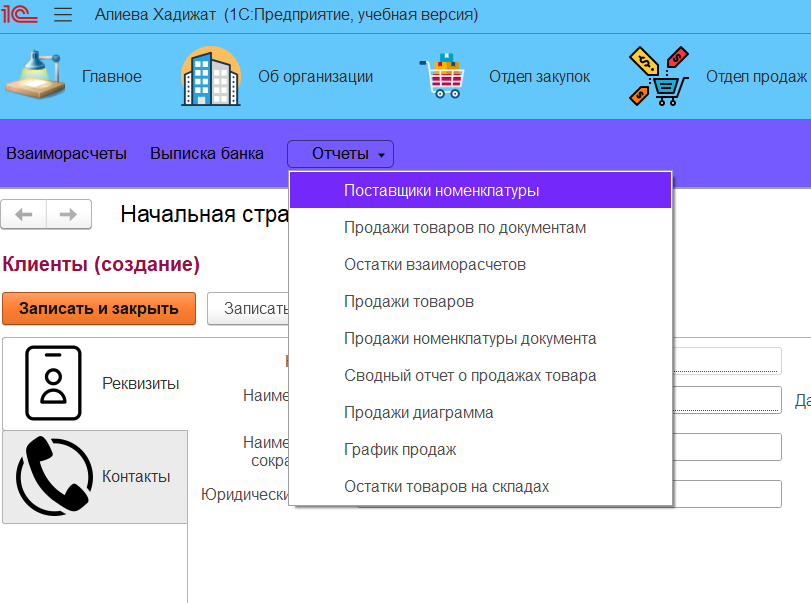 1С Алиева Хадижат (1С:Предприятие, учебная версия)
Главное Об организации Отдел закупок Отдел продаж
Взаиморасчеты Выписка банка Отчеты
Поставщики номенклатуры
Начальная стра
Продажи товаров по документам
Клиенты (создание)
Остатки взаиморасчетов
Записать и закрыть Записать
Продажи товаров
Продажи номенклатуры документа
Реквизиты
Сводный отчет о продажах товара
Наиме
Да
Продажи диаграмма
Наиме
сокра
График продаж
Контакты
Юридически
Остатки товаров на складах